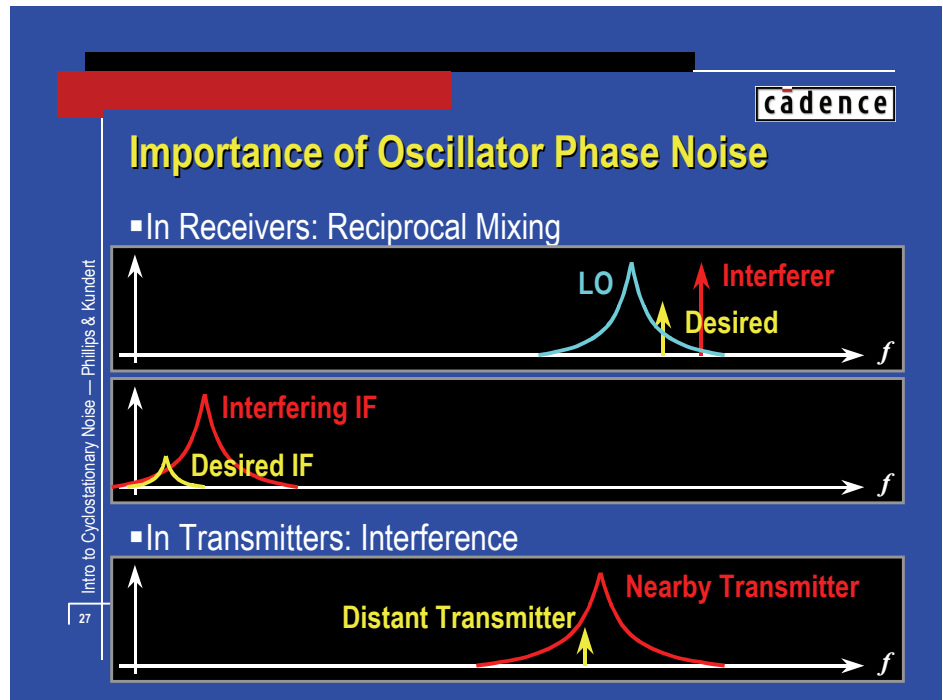 cādence
Importance of Oscillator Phase Noise
▪In Receivers: Reciprocal Mixing
LO
Interferer
Desired
f
Interfering IF
Desired IF
f
▪In Transmitters: Interference
Nearby Transmitter
Distant Transmitter
f
Intro to Cyclostationary Noise — Phillips & Kundert
27